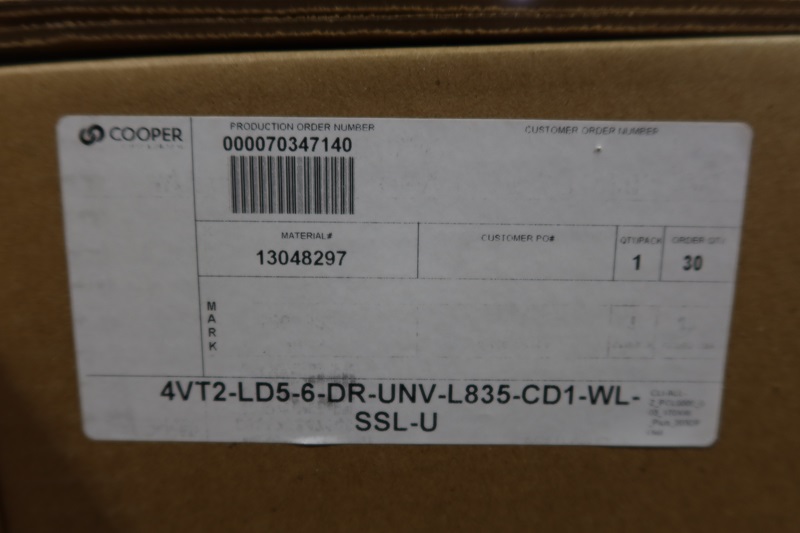 COOPER
PRODUCTION ORDER NUMBER
000070347140
CUSTOMER ORDER NUMBER
MATERIAL#
13048297
CUSTOMER PO#
QTY/PACK
1
ORDER QTY
30
MARK
4VT2-LD5-6-DR-UNV-L835-CD1-WL-
SSL-U